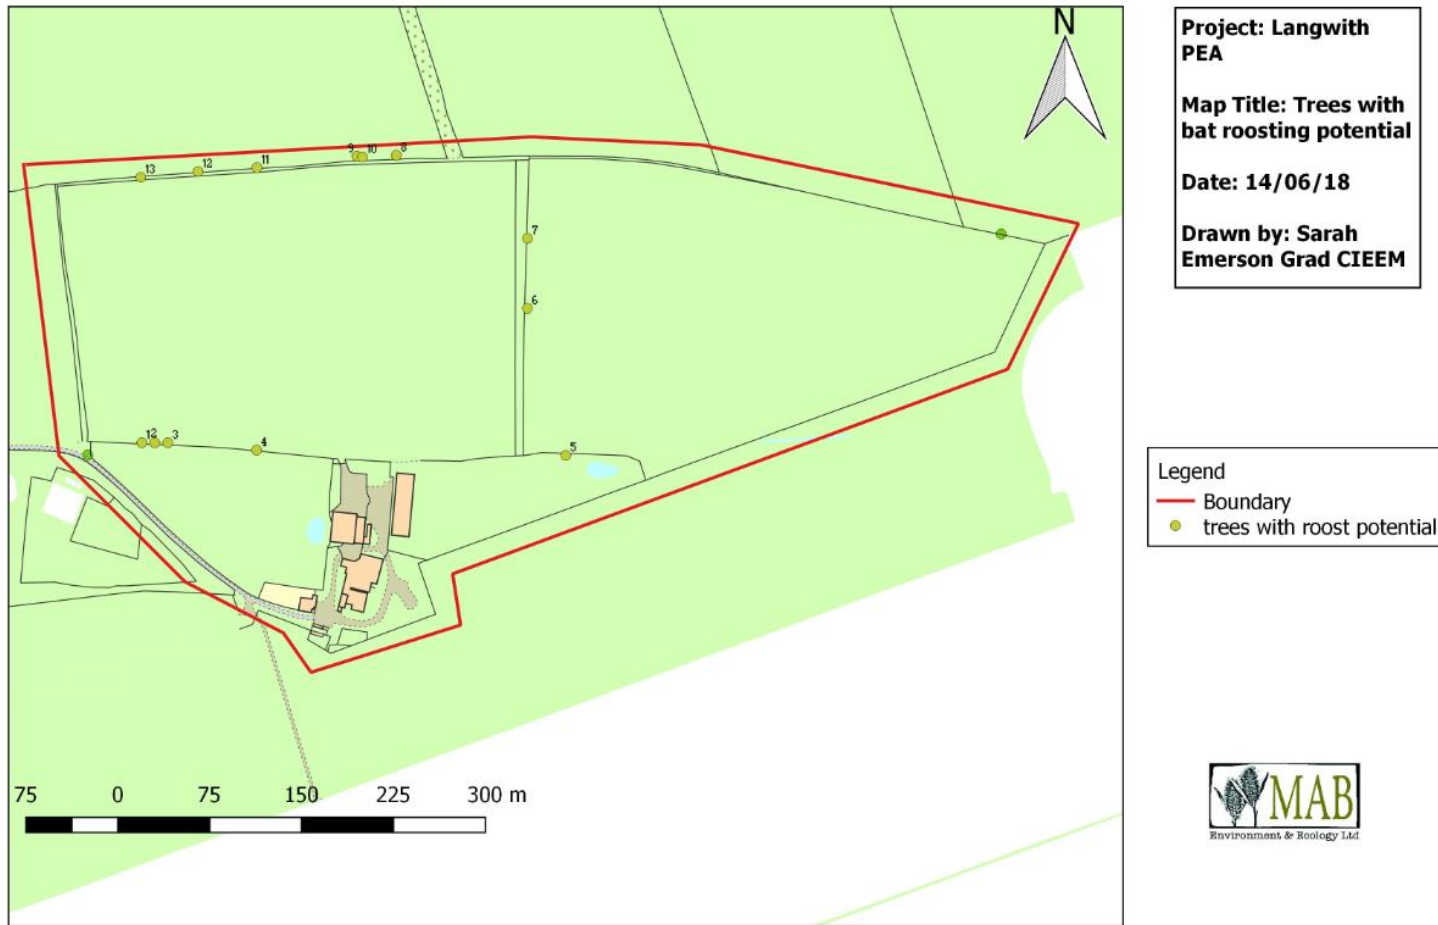 N
Project: Langwith
PEA
Map Title: Trees with
bat roosting potential
Date: 14/06/18
Drawn by: Sarah
Emerson Grad CIEEM
13
12
11
9
10
8
7
6
12
3
4
5
Legend
Boundary
trees with roost potential
75 0 75 150 225 300 m
MAB
Environment & Ecology Ltd